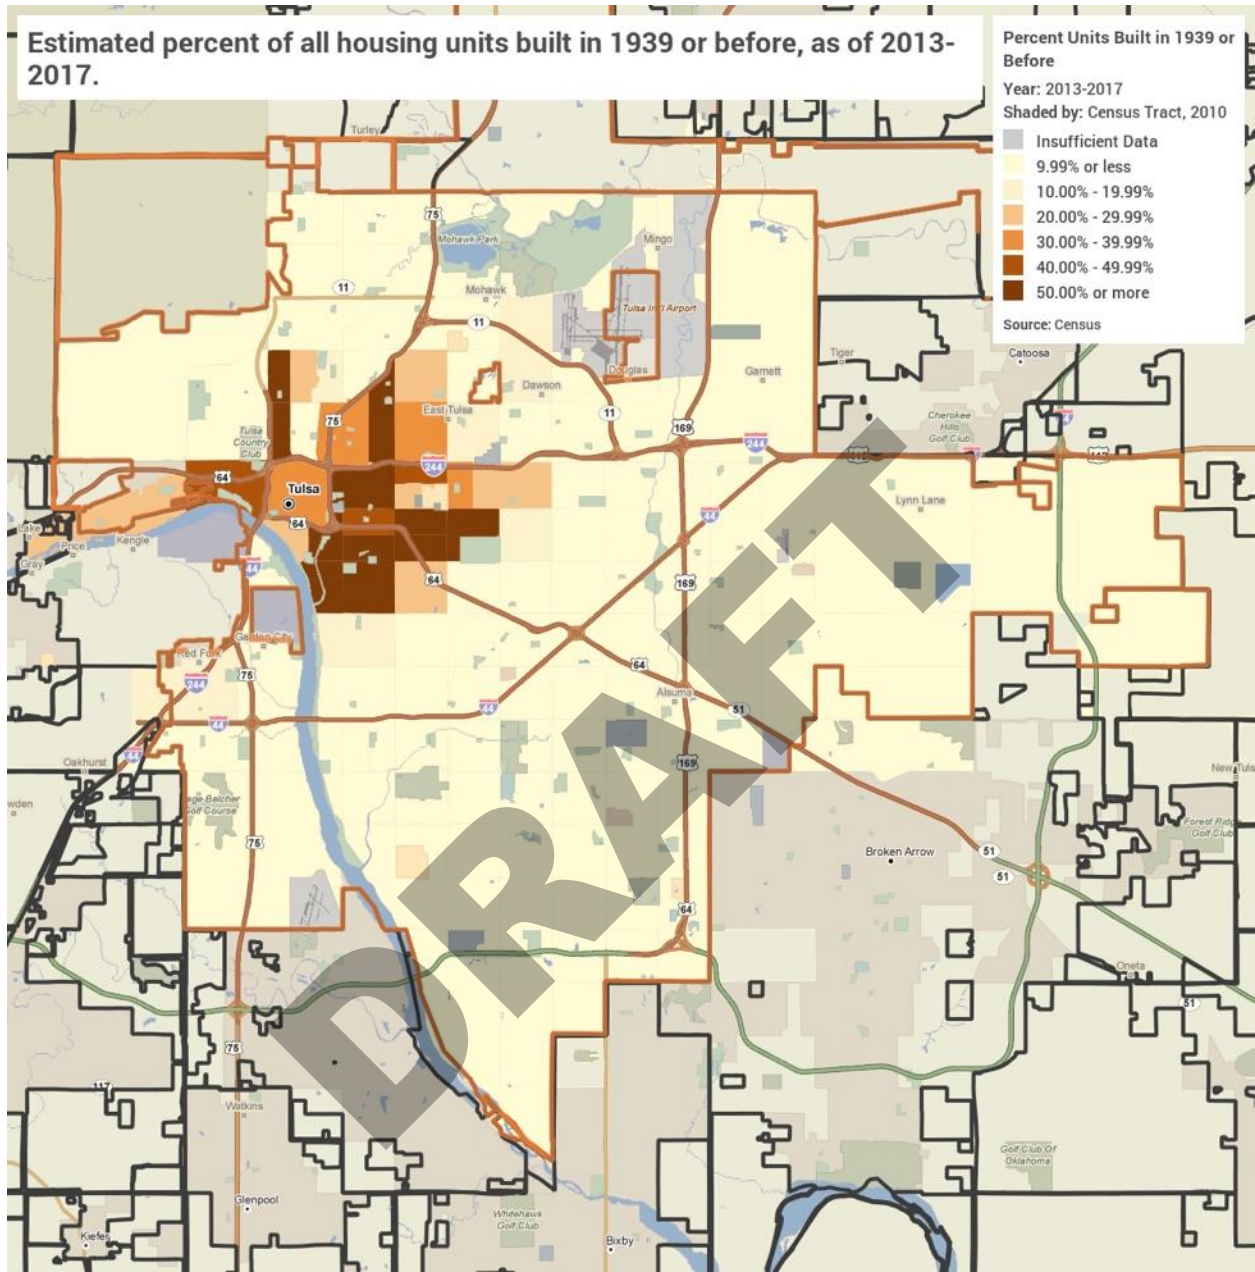 Estimated percent of all housing units built in 1939 or before, as of 2013-
2017.
Percent Units Built in 1939 or
Before
Year: 2013-2017
Shaded by: Census Tract, 2010
Insufficient Data
9.99% or less
10.00% - 19.99%
20.00% - 29.99%
30.00% - 39.99%
40.00% - 49.99%
50.00% or more
Source: Census
Turley
75
Mohawk Park
Mingo
11
Mohawk
11
Tulsa Int'l Airport
Tiger
Catoosa
Douglas
Garnett
Dawson
East Tulsa
11
75
169
Cherokee
Hills
Golf Club
Tulsa
Country
Club
244
244
64
Tulsa
Lynn Lane
64
44
Lake
Price
Kengle
Gray
44
64
169
Garden City
Red Fork
75
64
244
Alsuma
44
51
44
44
Oakhurst
169
New Tuls
wden
age Belcher
Golf Course
Forest Ridg
Golf Club
75
Broken Arrow
51
51
64
Oneta
51
75
117
Watkins
Golf Club Of
Oklahoma
Glenpool
Whitehawk
Golf Club
Kiefer
Bixby
DRAFT